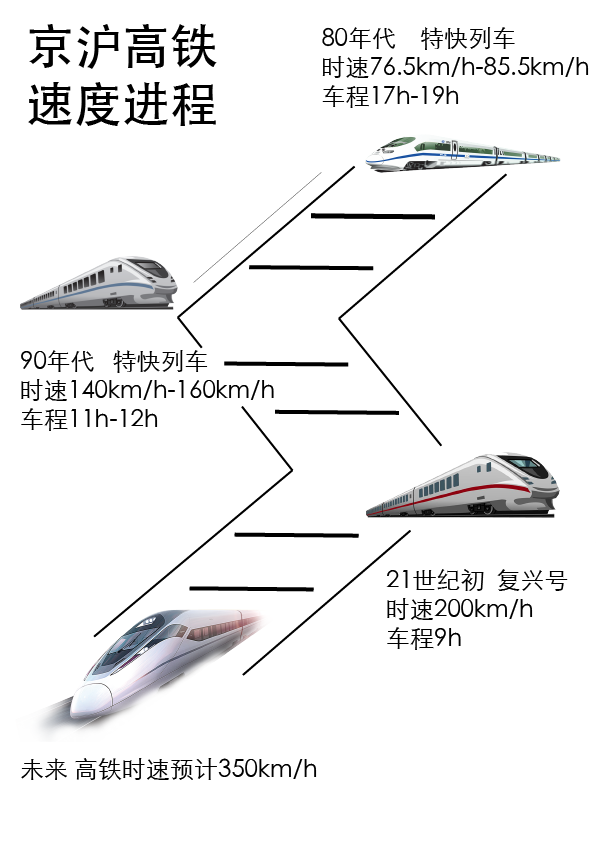 京沪高铁
速度进程
80年代 特快列车
时速76.5km/h-85.5km/h
车程17h-19h
90年代 特快列车
时速140km/h-160km/h
车程11h-12h
21世纪初 复兴号
时速200km/h
车程9h
未来 高铁时速预计350km/h